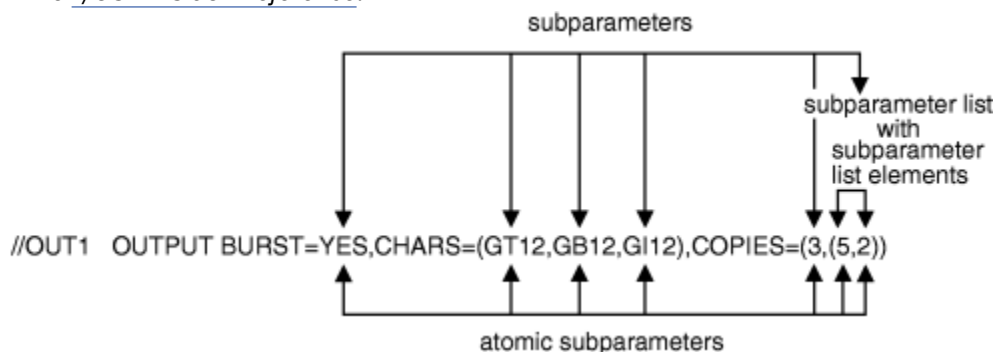 subparameters
subparameter list
with
subparameter
list elements
//OUT1 OUTPUT BURST=YES,CHARS=(GT12,GB12,GI12),COPIES=(3,(5,2))
atomic subparameters